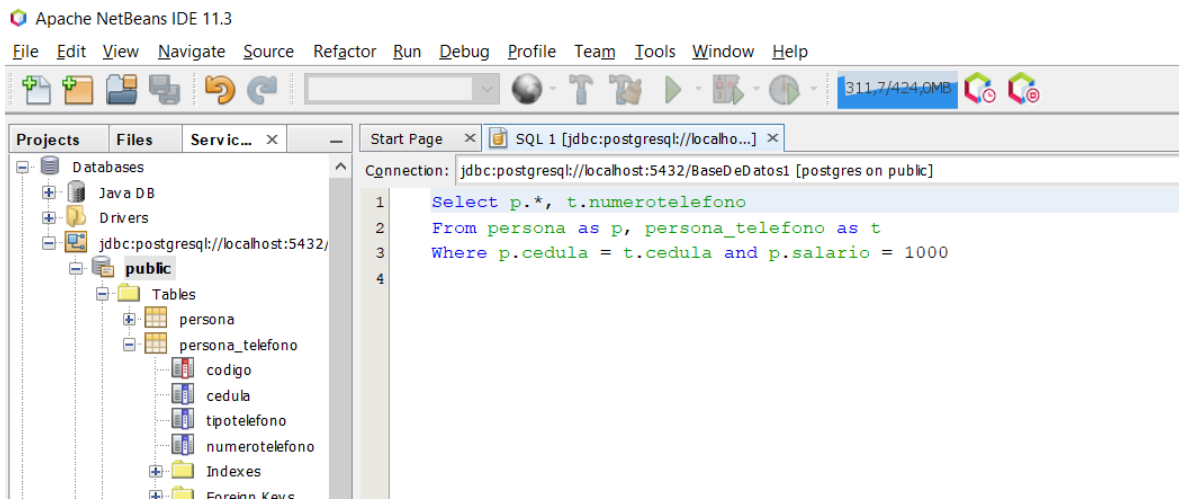 Apache NetBeans IDE 11.3
File Edit View Navigate Source Refactor Run Debug Profile Team Tools Window Help
311,7/424,0MB
Projects Files Servic...
Start Page SQL 1 [jdbc:postgresql://localho...]
Connection: jdbc:postgresql://localhost:5432/BaseDeDatos1 [postgres on public]
Databases
Java DB
Drivers
jdbc:postgresql://localhost:5432/
public
Tables
persona
persona_telefono
codigo
cedula
tipotelefono
numerotelefono
Indexes
Foreign Keys
1 Select p.*, t.numerotelefono
2 From persona as p, persona_telefono as t
3 Where p.cedula = t.cedula and p.salario = 1000
4